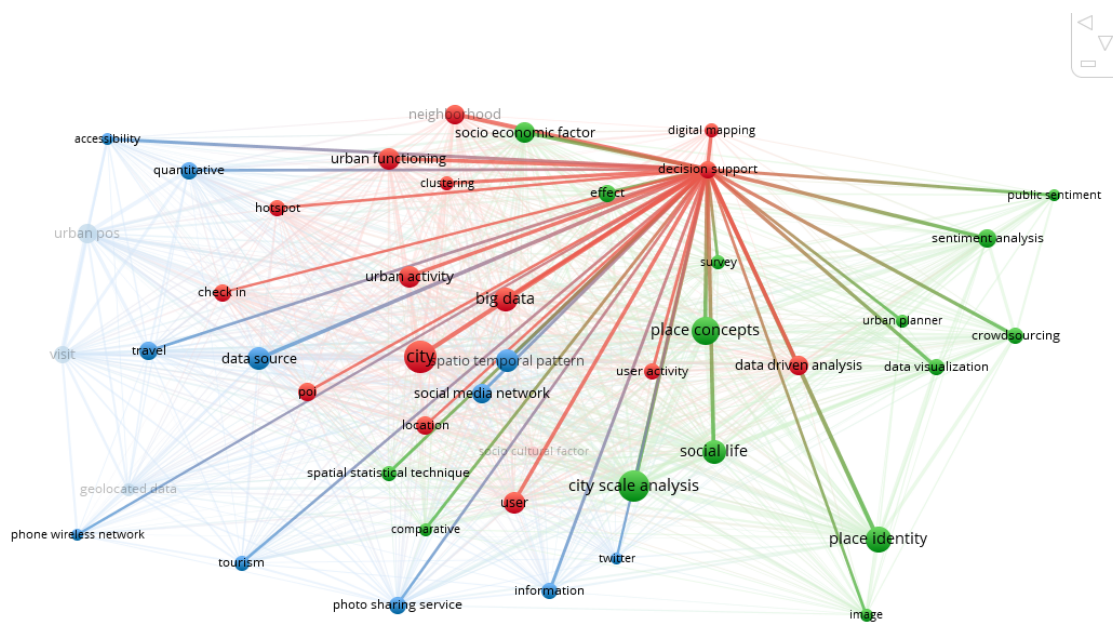 neighborhood
digital mapping
socio economic factor
accessibility
urban functioning
quantitative
decision support
clustering
effect
public sentiment
hotspot
urban pos
sentiment analysis
survey
urban activity
check in
big data
urban planner
place concepts
crowdsourcing
visit
travel
data source
city
spatio temporal pattern
user activity
data driven analysis
data visualization
poi
social media network
location
socio cultural factor
social life
spatial statistical technique
city scale analysis
geolocated data
user
comparative
phone wireless network
place identity
twitter
tourism
information
photo sharing service
image